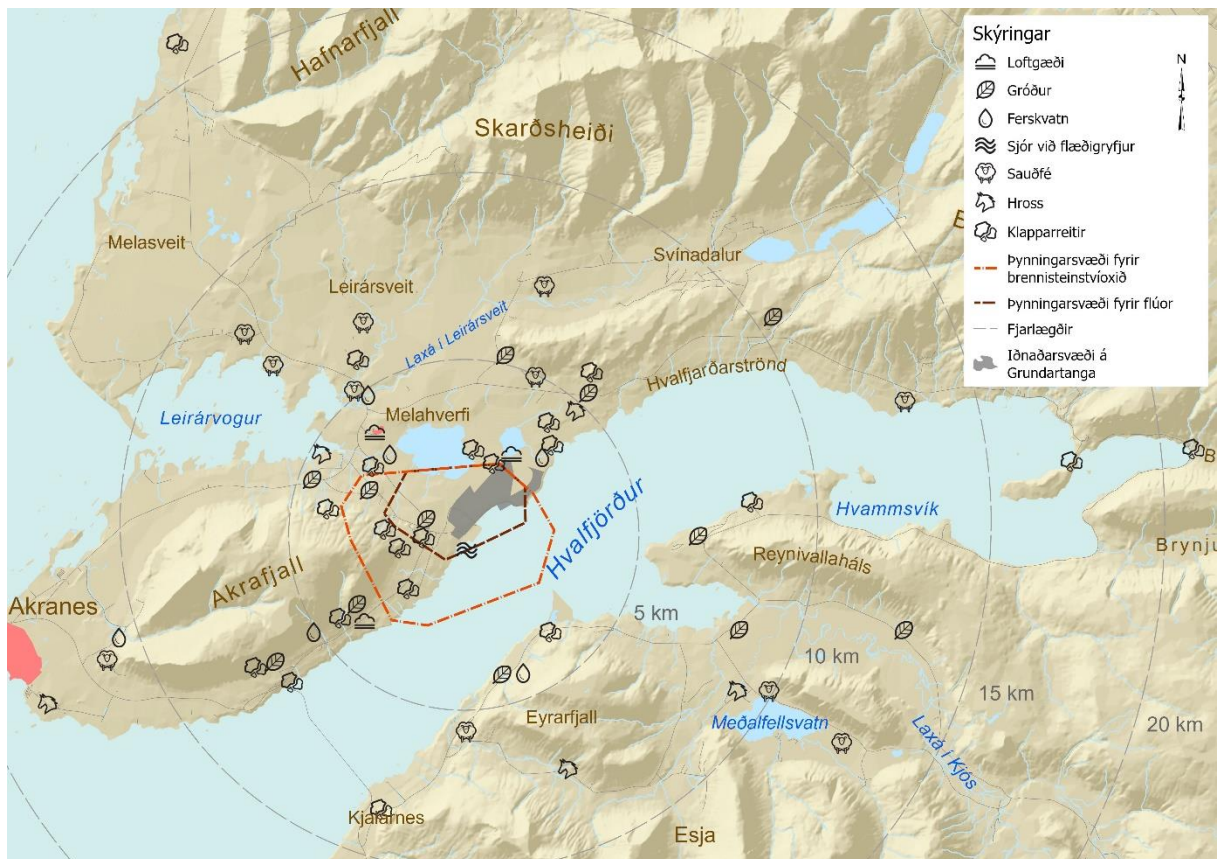 Hafnarfjall
Skarðsheiði
Melasveit
Leirársveit
Svínadalur
Laxá í Leirársveit
Hvalfjarðarströnd
Leirárvogur
Melahverfi
Hvalfjörður
Hvammsvík
Reynivallaháls
Brynju
Akrafjall
Akranes
5 km
10 km
15 km
20 km
Eyrarfjall
Meðalfellsvatn
Laxá í Kjós
Kjalarnes
Esja
B
B
Skýringar
N
Loftgæði
Gróður
Ferskvatn
Sjór við flæðigryfjur
Sauðfé
Hross
Klapparreitir
Þynningarsvæði fyrir
brennisteinstvíoxið
Þynningarsvæði fyrir flúor
Fjarlægðir
Iðnaðarsvæði á
Grundartanga